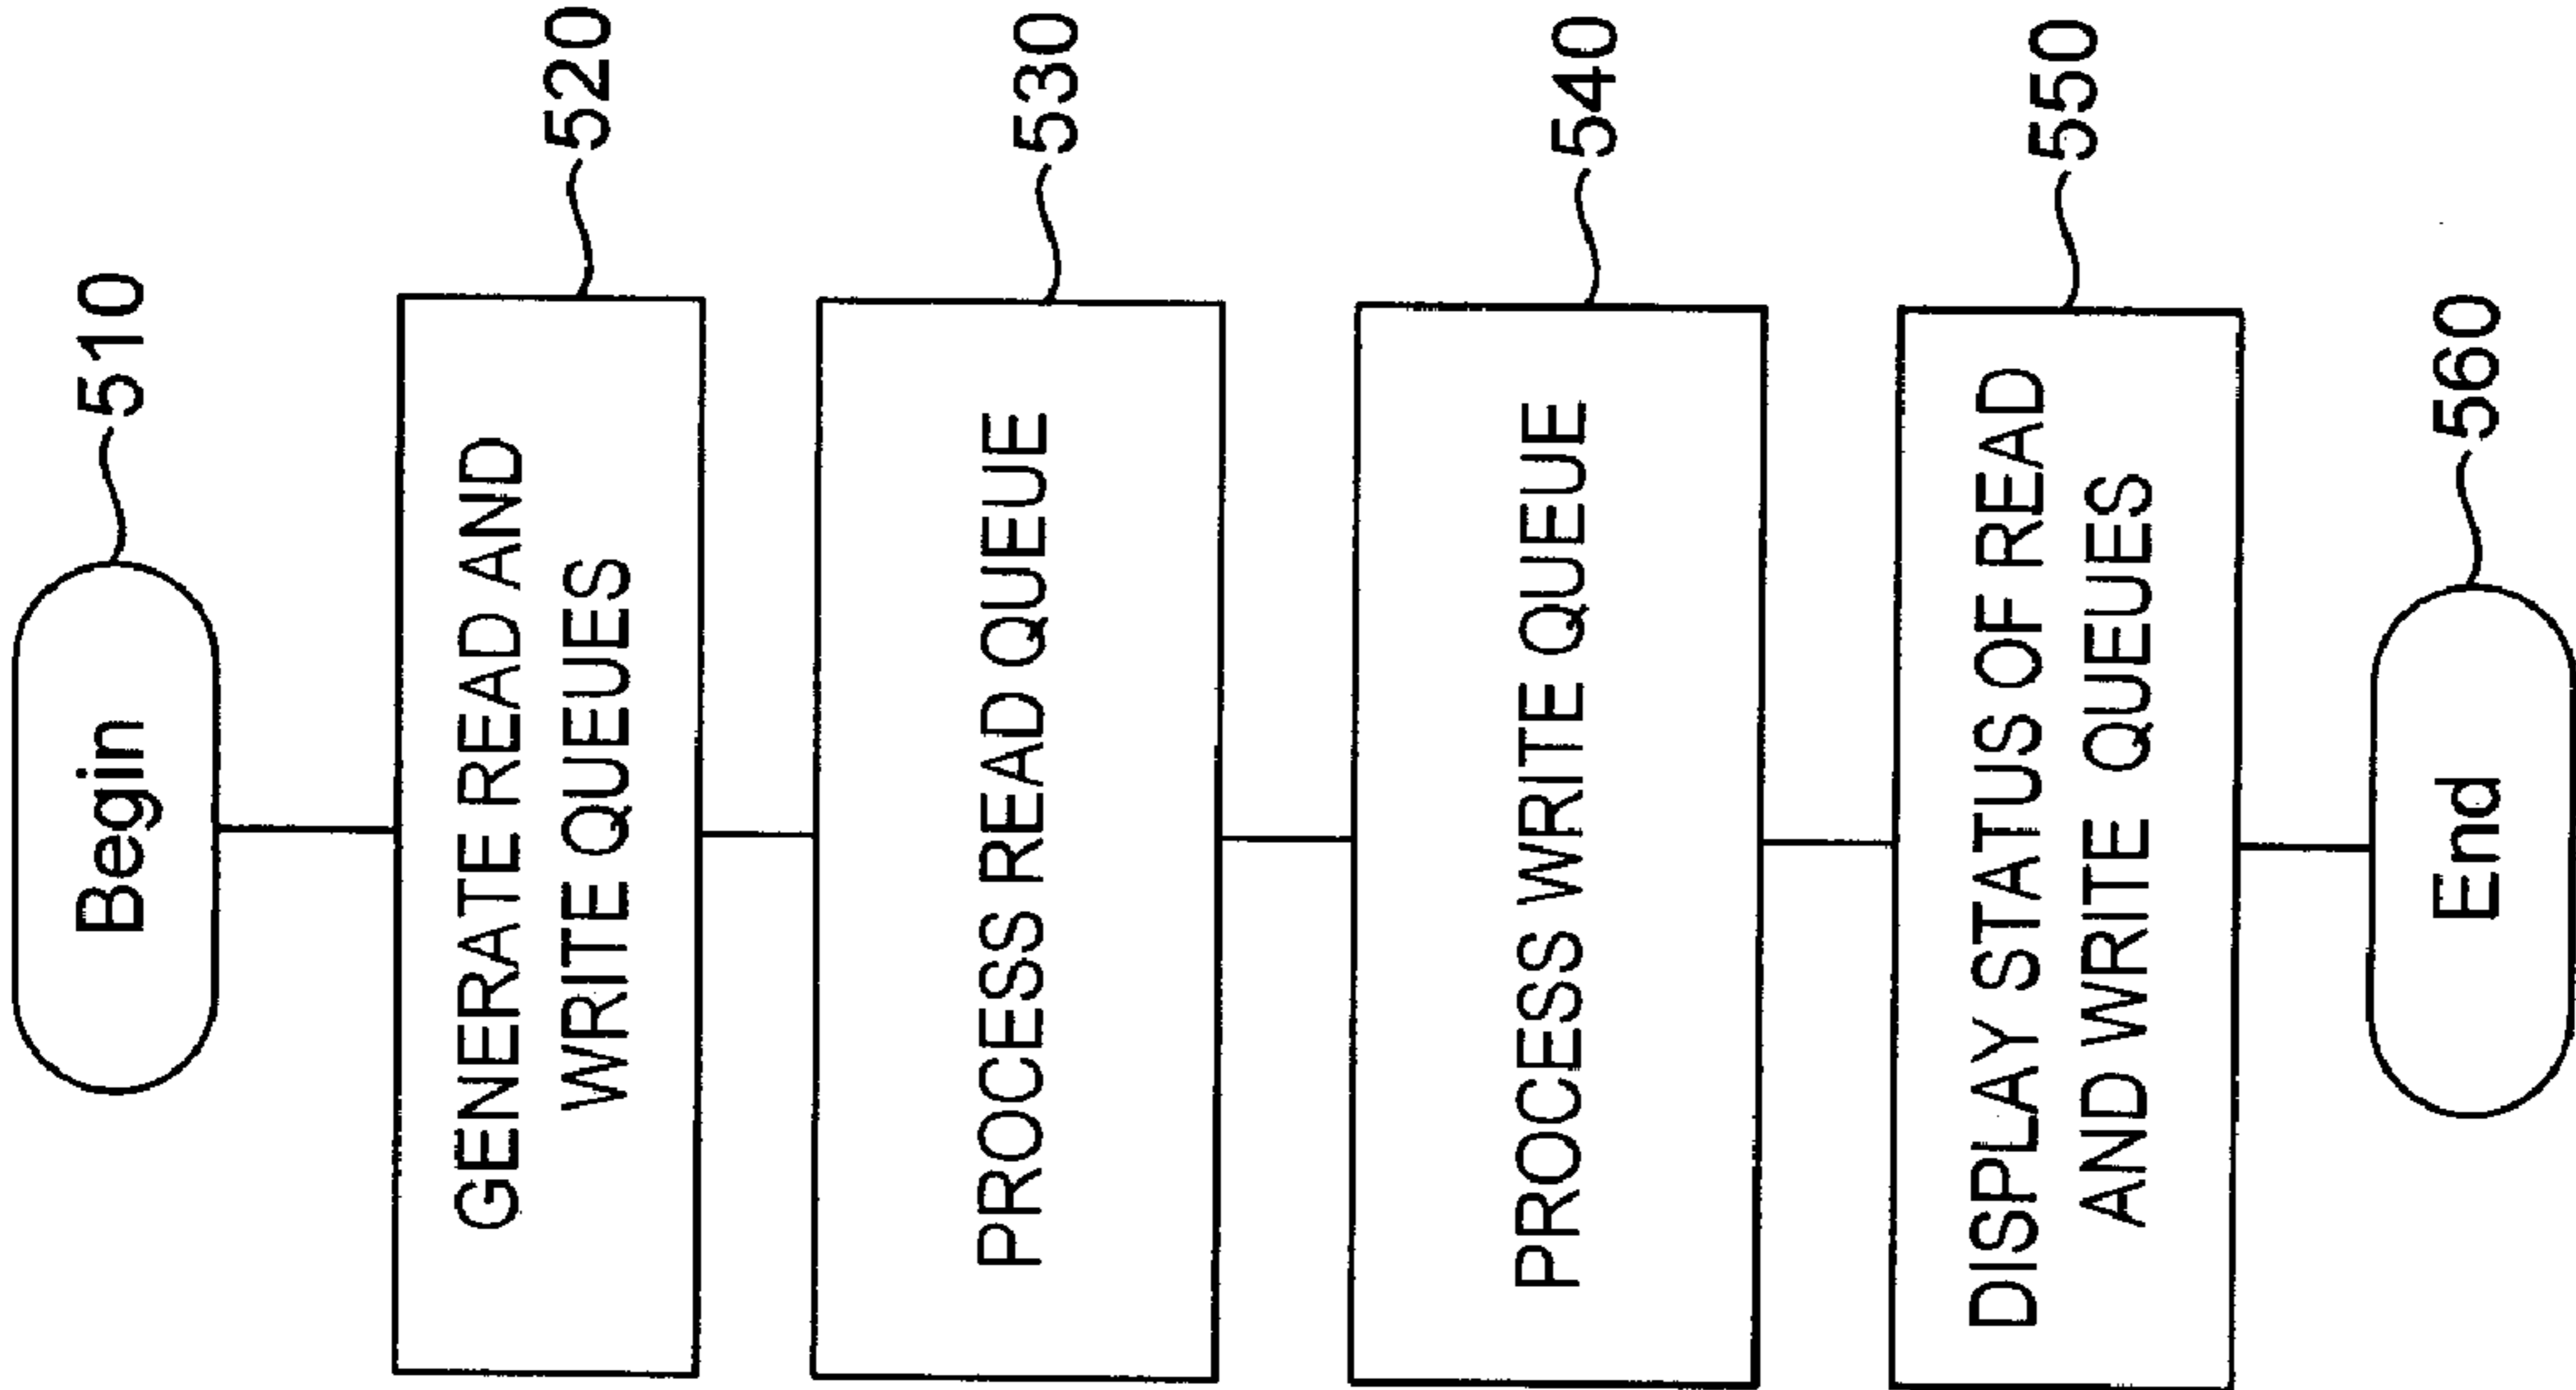 Begin
510
GENERATE READ AND
WRITE QUEUES
520
PROCESS READ QUEUE
530
PROCESS WRITE QUEUE
540
DISPLAY STATUS OF READ
AND WRITE QUEUES
550
End
560